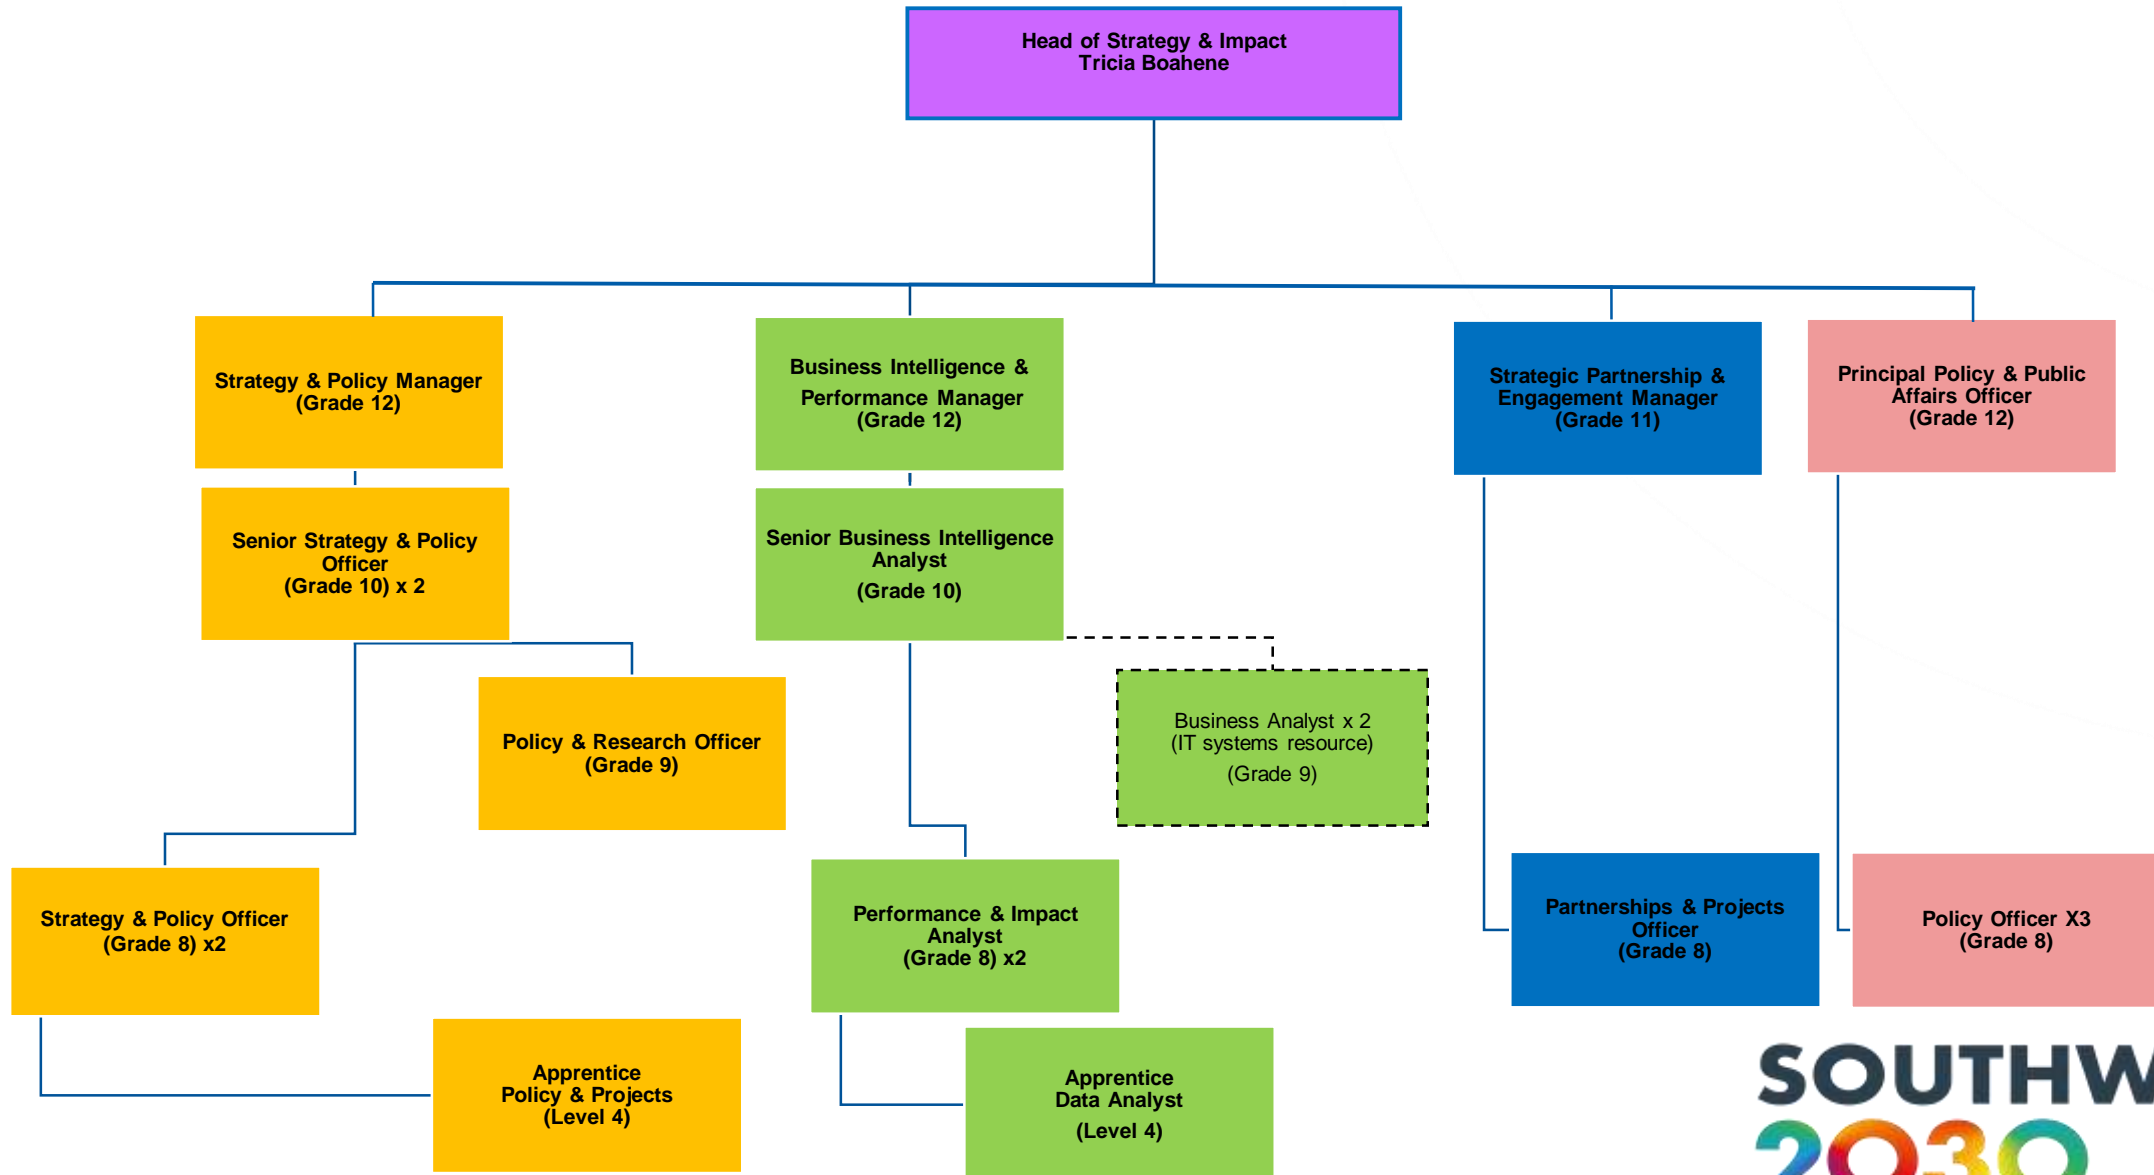 Head of Strategy & Impact
Tricia Boahene
Strategy & Policy Manager
(Grade 12)
Business Intelligence &
Performance Manager
(Grade 12)
Strategic Partnership &
Engagement Manager
(Grade 11)
Principal Policy & Public
Affairs Officer
(Grade 12)
Senior Strategy & Policy
Officer
(Grade 10) x 2
Senior Business Intelligence
Analyst
(Grade 10)
Policy & Research Officer
(Grade 9)
Business Analyst x 2
(IT systems resource)
(Grade 9)
Strategy & Policy Officer
(Grade 8) x2
Performance & Impact
Analyst
(Grade 8) x2
Partnerships & Projects
Officer
(Grade 8)
Policy Officer X3
(Grade 8)
Apprentice
Policy & Projects
(Level 4)
Apprentice
Data Analyst
(Level 4)
SOUTHW
2030